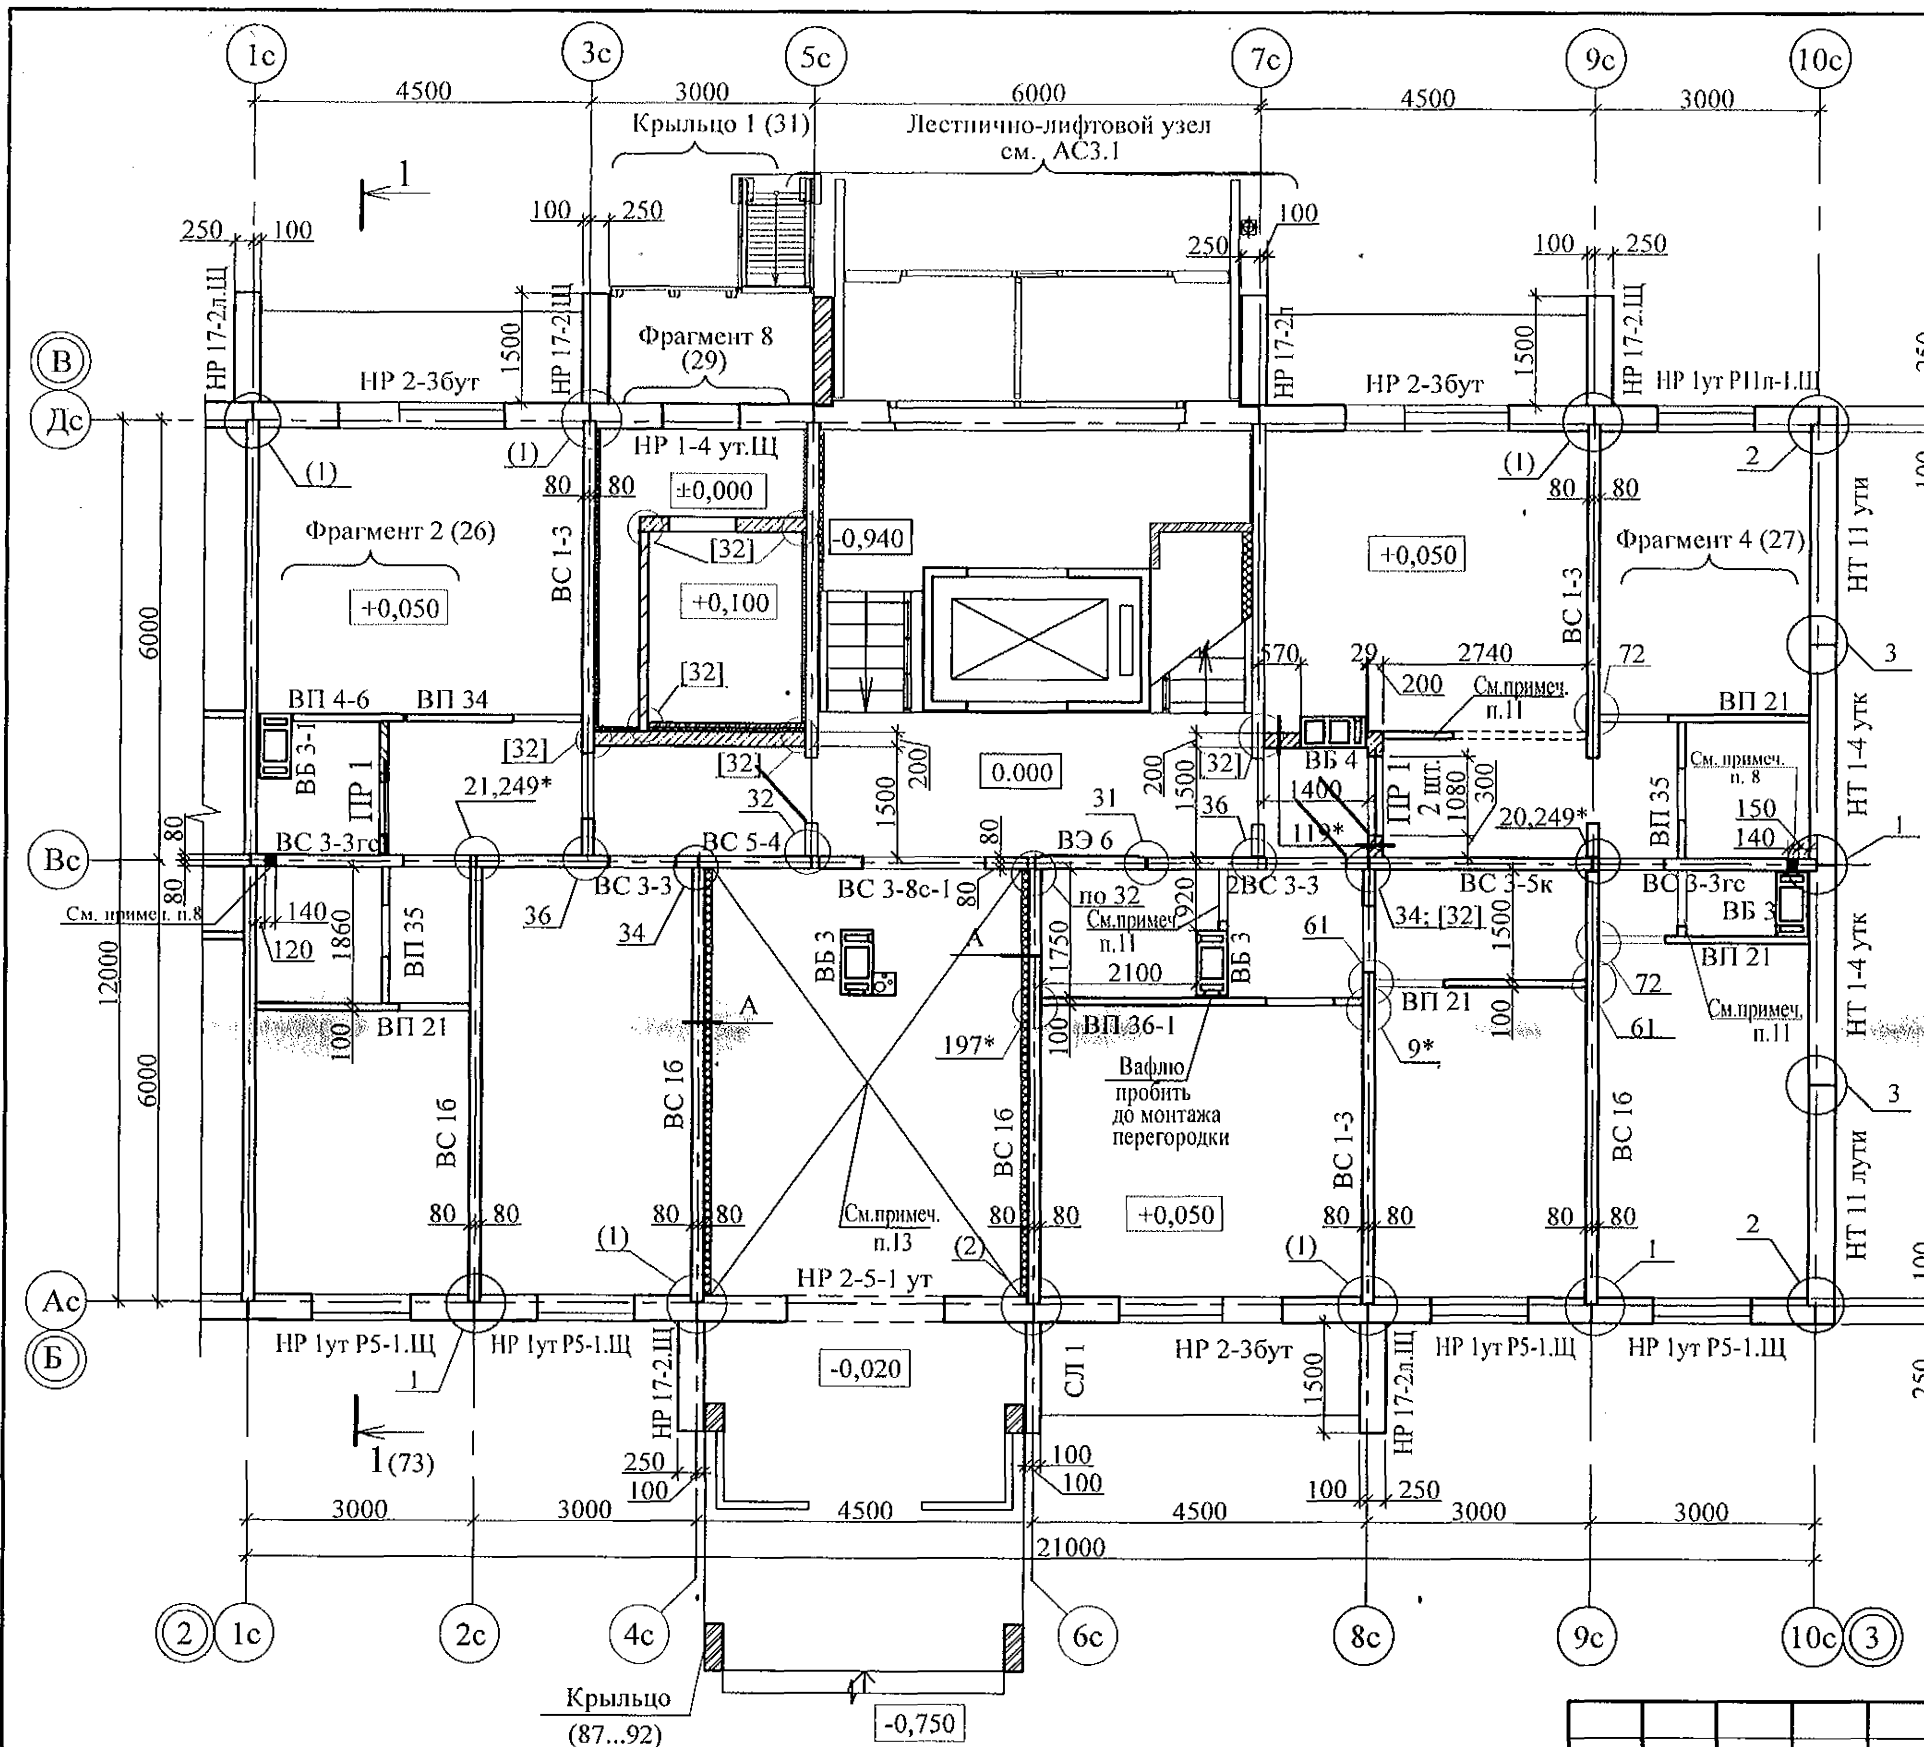 1с
3с
5с
7с
9с
10с
4500
3000
6000
4500
3000
Крыльцо 1 (31)
Лестнично-лифтовой узел
см. АС3.1
1
100
250
100
250
100
250
100
250
НР 17-2л.Щ
1500
НР 17-2.Щ
Фрагмент 8
(29)
НР 17-2л
1500
НР 17-2.Щ
В
Дс
НР 2-3бут
НР 2-3бут
НР 1ут Р11л-1.Щ
250
(1)
(1)
НР 1-4 ут.Щ
(1)
2
80
80
±0,000
80
80
100
Фрагмент 2 (26)
[32]
-0,940
+0,050
Фрагмент 4 (27)
НТ 11 ути
ВС 1-3
+0,050
+0,100
ВС 1-3
6000
570
29
2740
72
3
[32]
200
См.примеч.
п.11
ВП 4-6
ВП 34
ВП 21
ВБ 3-1
ПР 1
[32]
[32]
200
0.000
200
[32]
ВБ 4
ПР 1
2 шт.
1080
300
См. примеч.
п. 8
НТ 1-4 утк
21,249*
32
1500
31
1500
36
1400
119*
20,249*
ВП 35
150
140
1
Вс
80
80
ВС 3-3гс
ВС 5-4
80
ВЭ 6
ВС 3-3
36
34
ВС 3-8с-1
80
по 32
920
2ВС 3-3
ВС 3-5к
ВС 3-3гс
См. примеч. п.8
140
120
1860
ВП 35
ВБ 3
А
См.примеч.
п.11
1750
2100
ВБ 3
61
34; [32]
1500
ВБ 3
ВП 21
НТ 1-4 утк
12000
100
ВП 21
А
197*
100
ВП 36-1
ВП 21
9*
100
72
61
См.примеч.
п.11
Вафлю
пробить
до монтажа
перегородки
6000
ВС 1б
ВС 1б
ВС 1б
ВС 1-3
ВС 1б
3
80
80
80
80
См.примеч.
п.13
80
80
+0,050
80
80
80
80
НТ 11 лути
(1)
(2)
(1)
1
2
100
Ас
Б
НР 2-5-1 ут
НР 1ут Р5-1.Щ
НР 1ут Р5-1.Щ
НР 17-2.Щ
-0,020
СЛ 1
НР 2-3бут
1500
НР 17-2л.Щ
НР 1ут Р5-1.Щ
НР 1ут Р5-1.Щ
250
1
1(73)
250
100
100
100
100
250
3000
3000
4500
4500
3000
3000
21000
2
1с
2с
4с
6с
8с
9с
10с
3
Крыльцо
(87...92)
-0,750